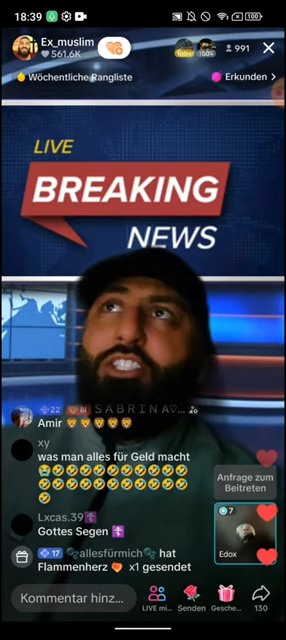 18:39
100
Ex_muslim
561.6K
991
Wöchentliche Rangliste
Erkunden >
LIVE
BREAKING
NEWS
22 III SABRINA▽...
Amir 🦁🦁🦁🦁🦁
xy
was man alles für Geld macht
😭🤣🤣🤣🤣🤣🤣🤣🤣🤣🤣
🤣🤣🤣🤣🤣🤣🤣🤣🤣🤣🤣
🤣
Lxcas.39✝️
Gottes Segen ✝️
Anfrage zum
Beitreten
7
Edox
17 🫧allesfürmich🫧 hat
Flammenherz ❤️‍🔥 x1 gesendet
Kommentar hinz...
LIVE mi...
Senden
Gesche...
130